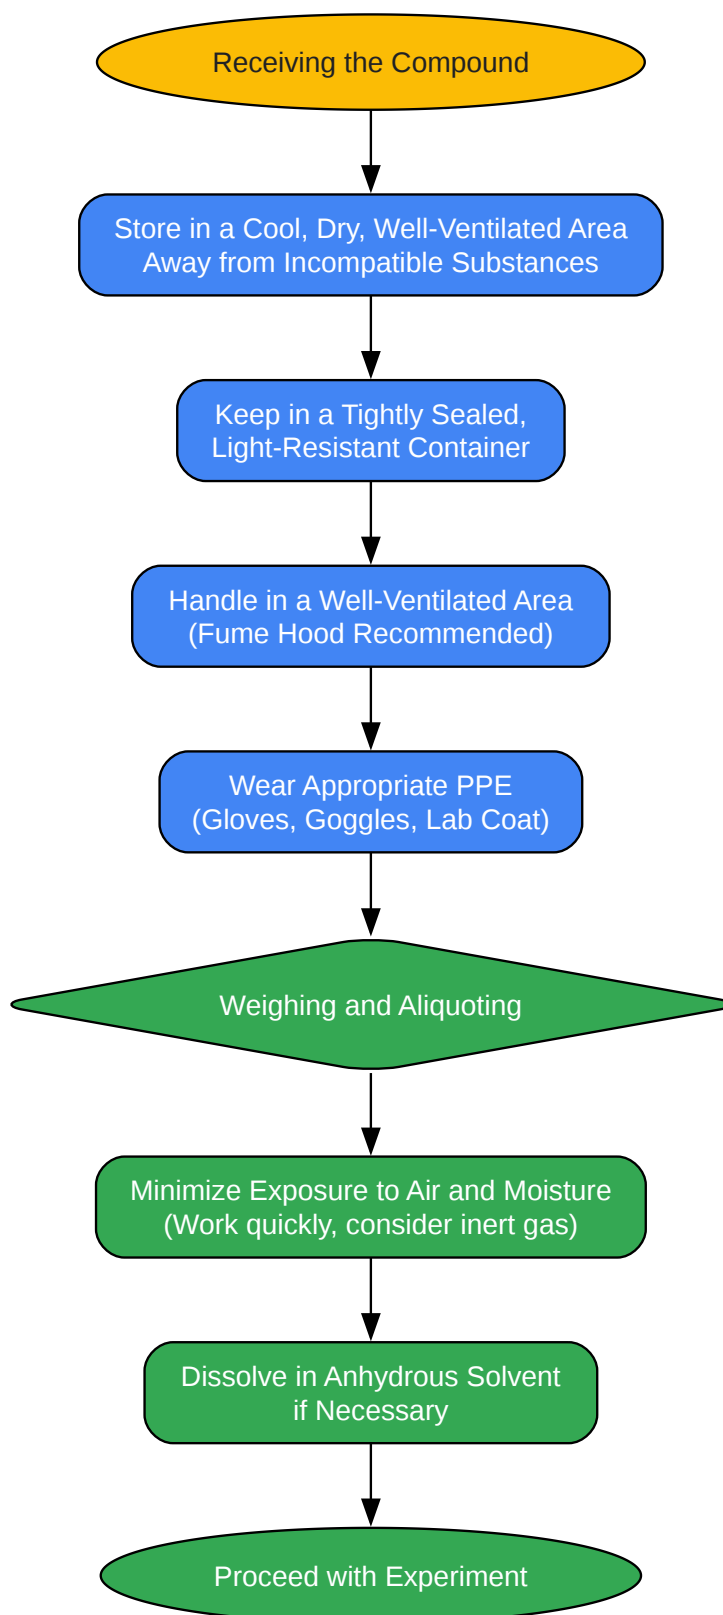 Receiving the Compound
Store in a Cool, Dry, Well-Ventilated Area
Away from Incompatible Substances
Keep in a Tightly Sealed,
Light-Resistant Container
Handle in a Well-Ventilated Area
(Fume Hood Recommended)
Wear Appropriate PPE
(Gloves, Goggles, Lab Coat)
Weighing and Aliquoting
Minimize Exposure to Air and Moisture
(Work quickly, consider inert gas)
Dissolve in Anhydrous Solvent
if Necessary
Proceed with Experiment